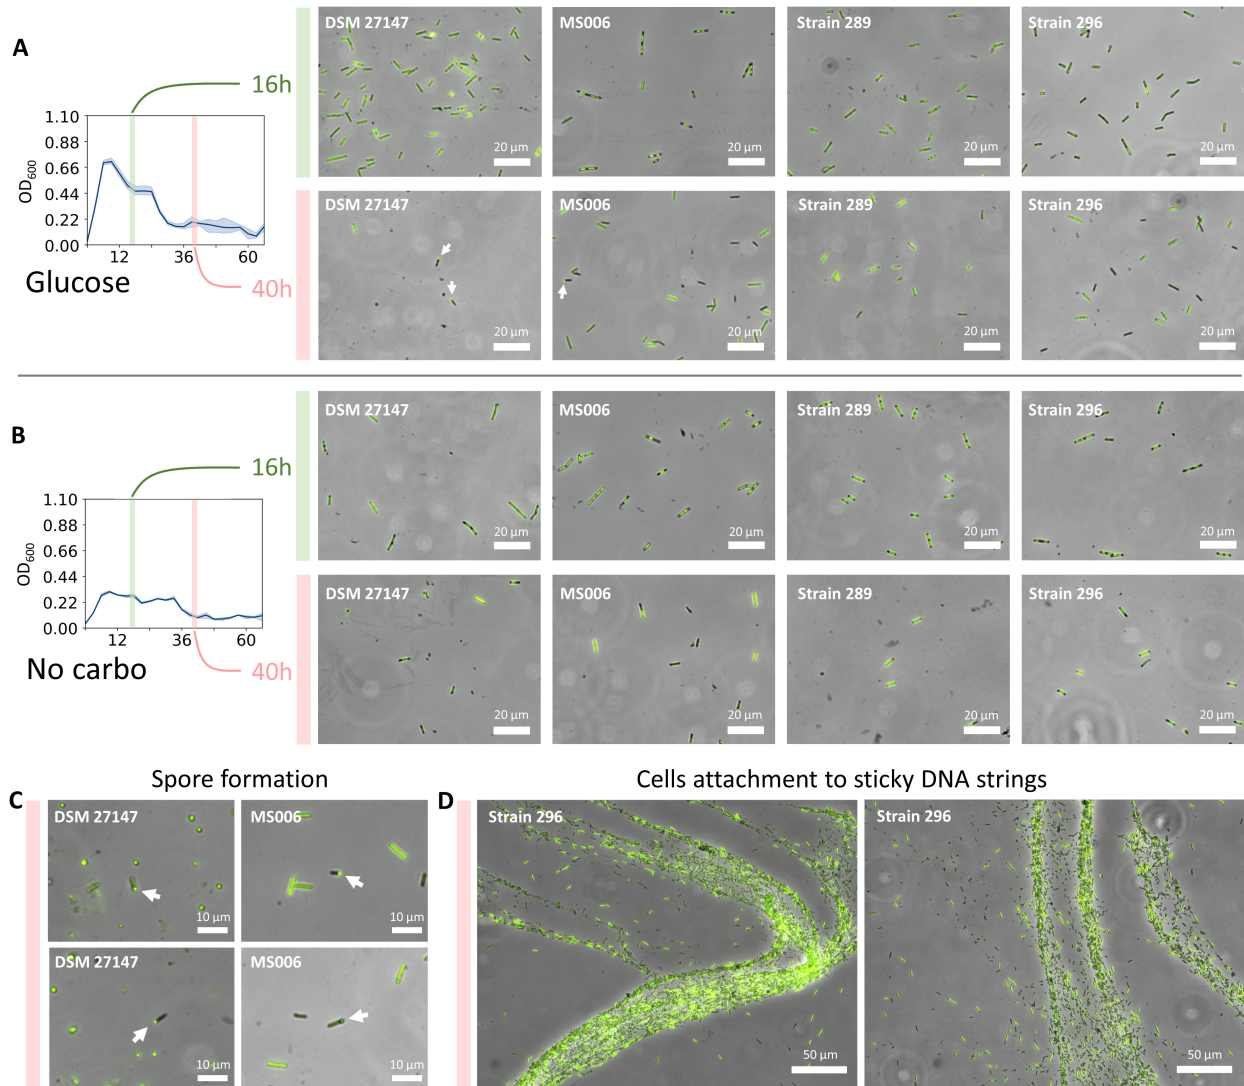 A
16h
1.10
0.88
0.66
0.44
0.22
0.00
OD600
12 36 60
Glucose
40h
DSM 27147
20 µm
MS006
20 µm
Strain 289
20 µm
Strain 296
20 µm
DSM 27147
20 µm
MS006
20 µm
Strain 289
20 µm
Strain 296
20 µm
B
16h
1.10
0.88
0.66
0.44
0.22
0.00
OD600
12 36 60
No carbo
40h
DSM 27147
20 µm
MS006
20 µm
Strain 289
20 µm
Strain 296
20 µm
DSM 27147
20 µm
MS006
20 µm
Strain 289
20 µm
Strain 296
20 µm
Spore formation
C
DSM 27147
10 µm
MS006
10 µm
DSM 27147
10 µm
MS006
10 µm
Cells attachment to sticky DNA strings
D
Strain 296
50 µm
Strain 296
50 µm